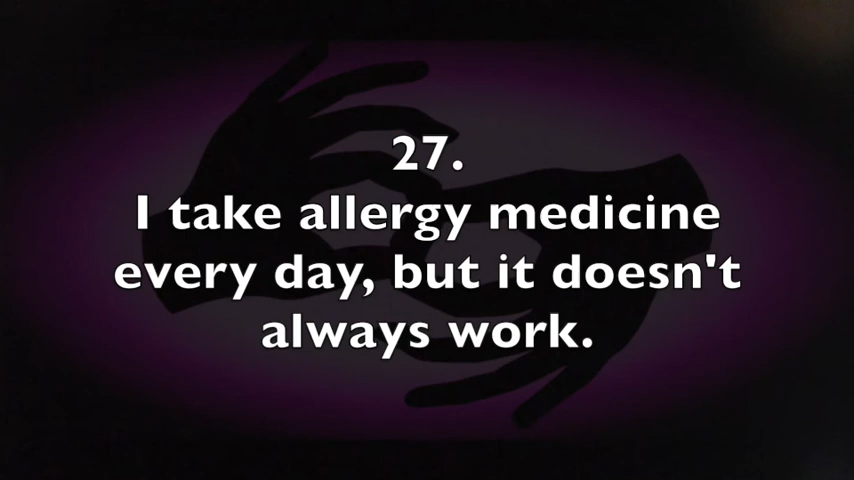 27.
I take allergy medicine
every day, but it doesn't
always work.